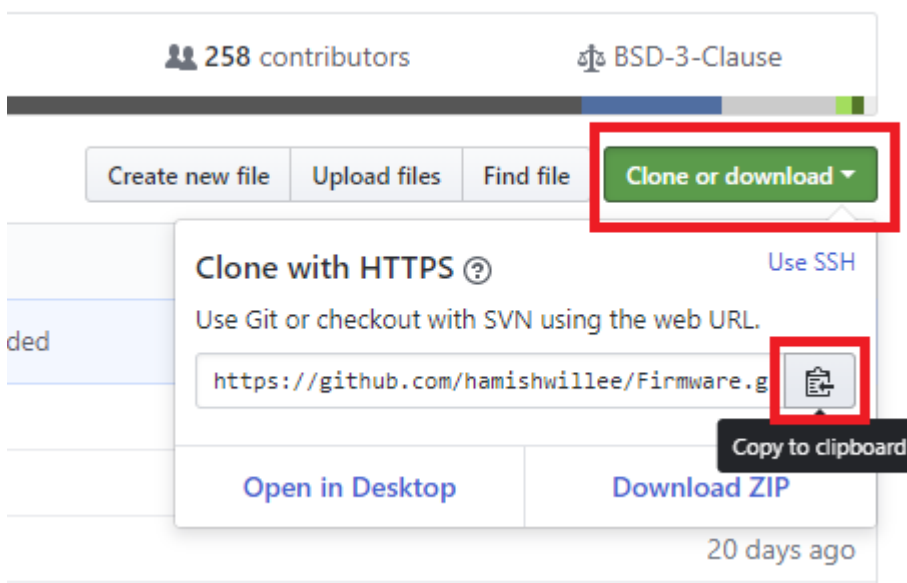 258 contributors
BSD-3-Clause
Create new file
Upload files
Find file
Clone or download
Clone with HTTPS
Use SSH
Use Git or checkout with SVN using the web URL.
ded
https://github.com/hamishwillee/Firmware.g
Copy to clipboard
Open in Desktop
Download ZIP
20 days ago